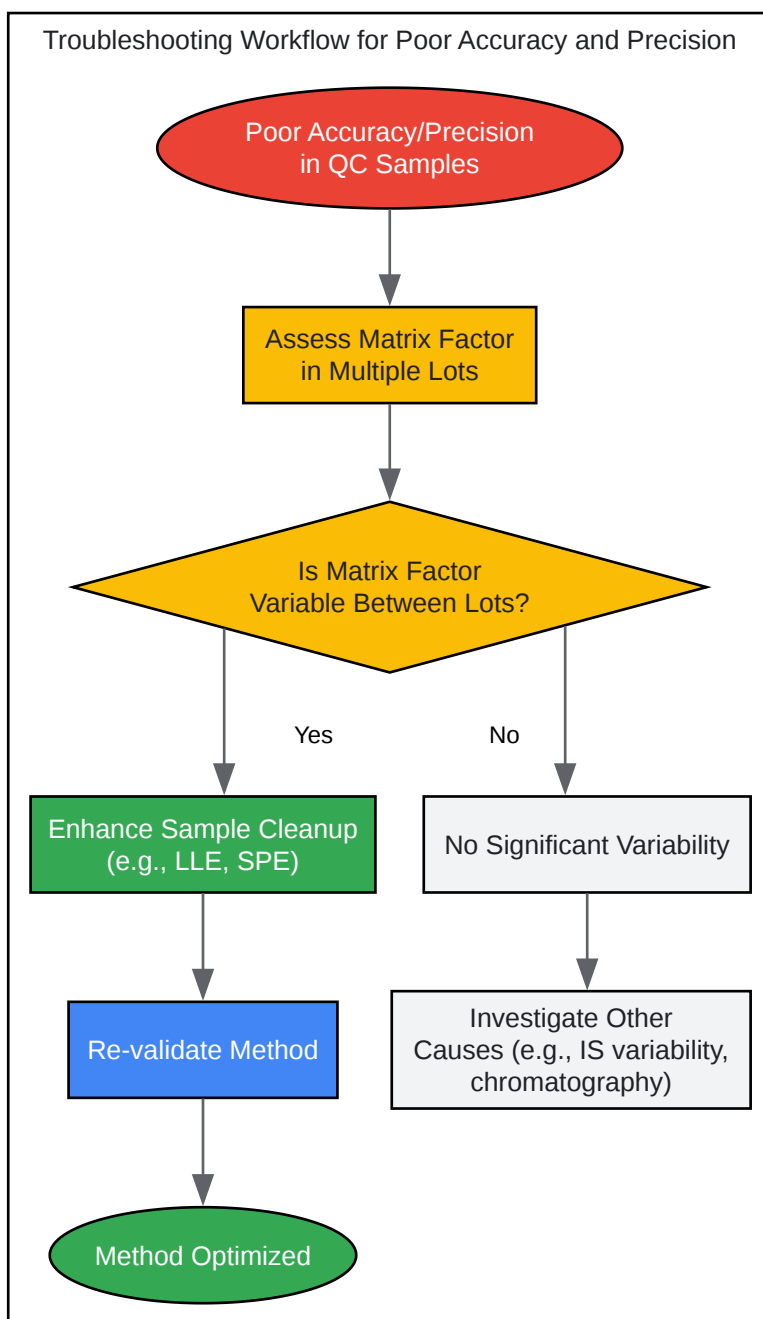 Troubleshooting Workflow for Poor Accuracy and Precision
Poor Accuracy/Precision
in QC Samples
Assess Matrix Factor
in Multiple Lots
Is Matrix Factor
Variable Between Lots?
Yes
No
Enhance Sample Cleanup
(e.g., LLE, SPE)
No Significant Variability
Re-validate Method
Investigate Other
Causes (e.g., IS variability,
chromatography)
Method Optimized